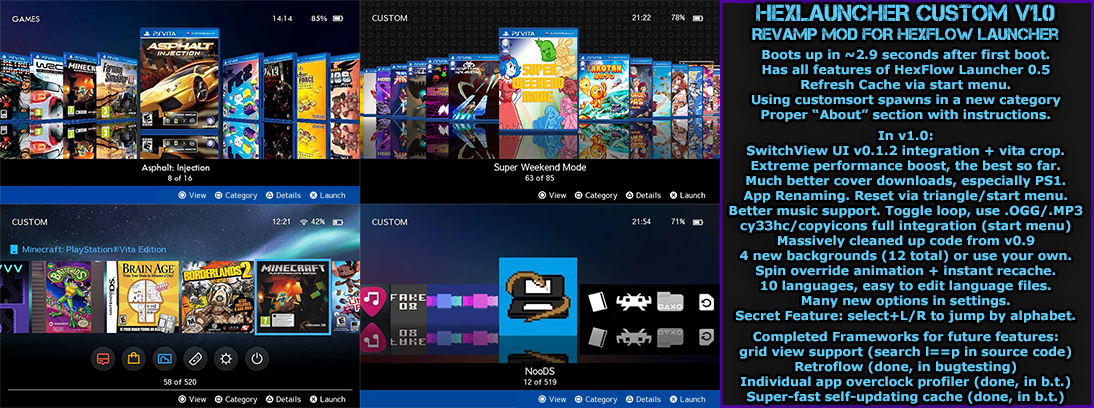 GAMES
14:14
85%
PSVITA
ASPHALT
INJECTION
Asphalt: Injection
8 of 16
View
Category
Details
Launch
CUSTOM
21:22
78%
PSVITA
SUPER
WEEKEND
MODE
Super Weekend Mode
63 of 85
View
Category
Details
Launch
CUSTOM
12:21
42%
Minecraft: PlayStation®Vita Edition
BRAIN AGE
BORDERLANDS 2
MINECRAFT
58 of 520
View
Category
Details
Launch
CUSTOM
21:54
71%
FAKE
08
DAXO
NooDS
12 of 519
View
Category
Details
Launch
HEXLAUNCHER CUSTOM V1.0
REVAMP MOD FOR HEXFLOW LAUNCHER
Boots up in ~2.9 seconds after first boot.
Has all features of HexFlow Launcher 0.5
Refresh Cache via start menu.
Using customsort spawns in a new category
Proper “About” section with instructions.
In v1.0:
SwitchView UI v0.1.2 integration + vita crop.
Extreme performance boost, the best so far.
Much better cover downloads, especially PS1.
App Renaming. Reset via triangle/start menu.
Better music support. Toggle loop, use .OGG/.MP3
cy33hc/copyicons full integration (start menu)
Massively cleaned up code from v0.9
4 new backgrounds (12 total) or use your own.
Spin override animation + instant recache.
10 languages, easy to edit language files.
Many new options in settings.
Secret Feature: select+L/R to jump by alphabet.
Completed Frameworks for future features:
grid view support (search l==p in source code)
Retroflow (done, in bugtesting)
Individual app overclock profiler (done, in b.t.)
Super-fast self-updating cache (done, in b.t.)